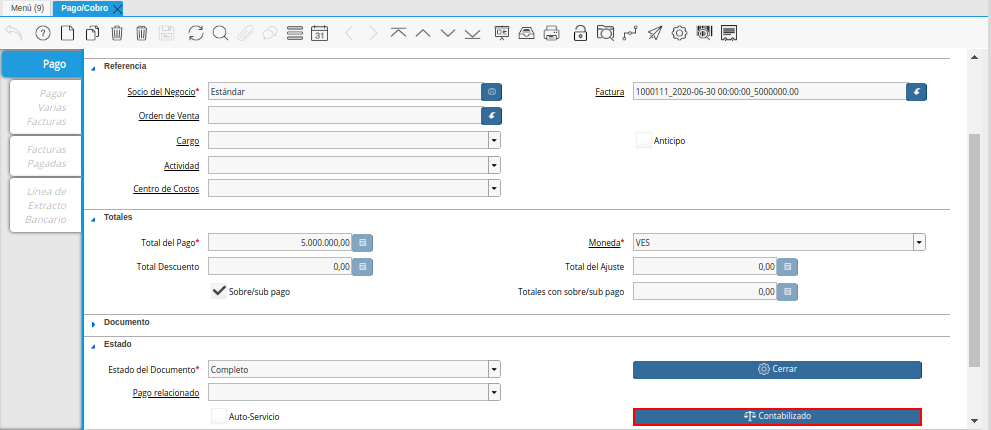 Menú (9) Pago/Cobro
31
Pago
Pagar
Varias
Facturas
Facturas
Pagadas
Línea de
Extracto
Bancario
Referencia
Socio del Negocio* Estándar Factura 1000111_2020-06-30 00:00:00_5000000.00
Orden de Venta
Cargo Anticipo
Actividad
Centro de Costos
Totales
Total del Pago* 5.000.000,00 Moneda* VES
Total Descuento 0,00 Total del Ajuste 0,00
Sobre/sub pago Totales con sobre/sub pago 0,00
Documento
Estado
Estado del Documento* Completo Cerrar
Pago relacionado
Auto-Servicio Contabilizado